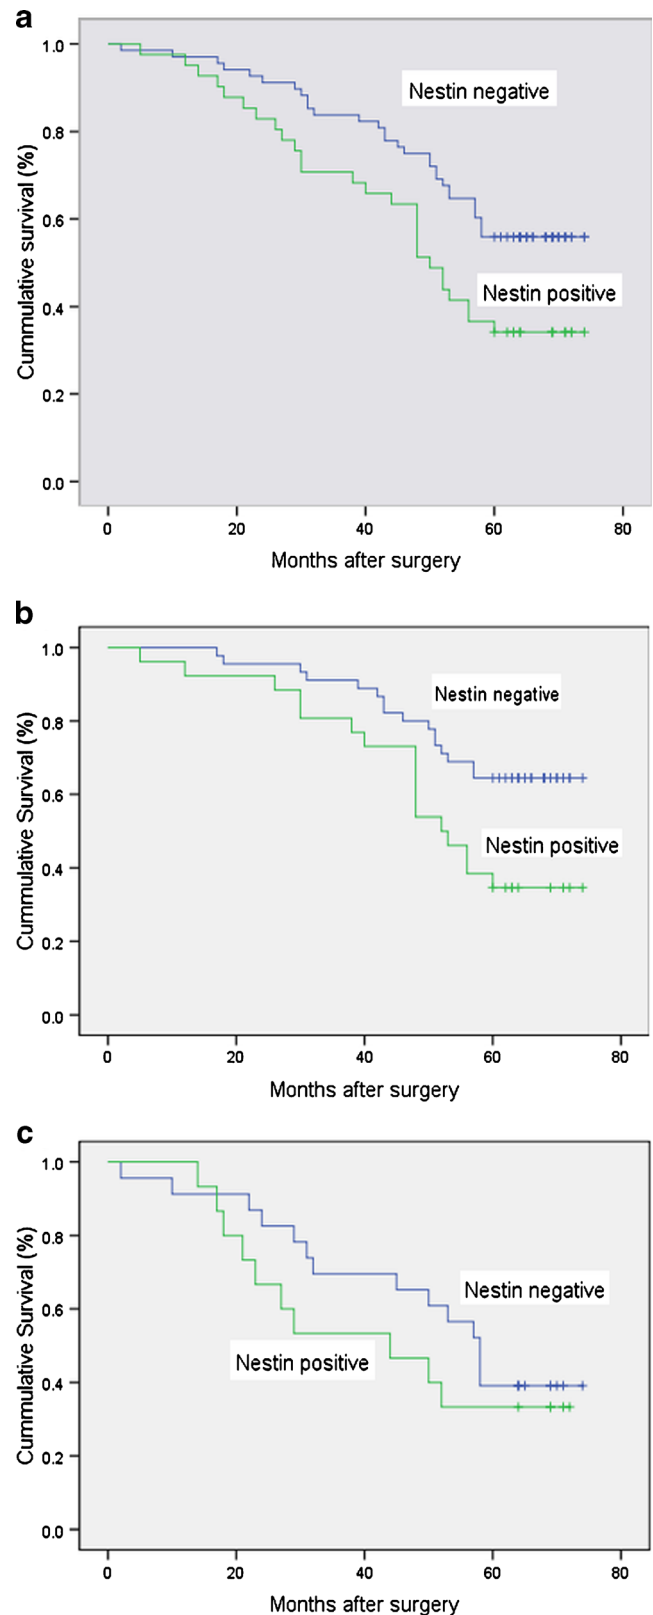 a
1.0
Nestin negative
0.8
0.6
Nestin positive
0.4
0.2
0.0
Cummulative survival (%)
0 20 40 60 80
Months after surgery
b
1.0
Nestin negative
0.8
0.6
Nestin positive
0.4
0.2
0.0
Cummulative Survival (%)
0 20 40 60 80
Months after surgery
c
1.0
0.8
Nestin negative
0.6
Nestin positive
0.4
0.2
0.0
Cummulative Survival (%)
0 20 40 60 80
Months after surgery